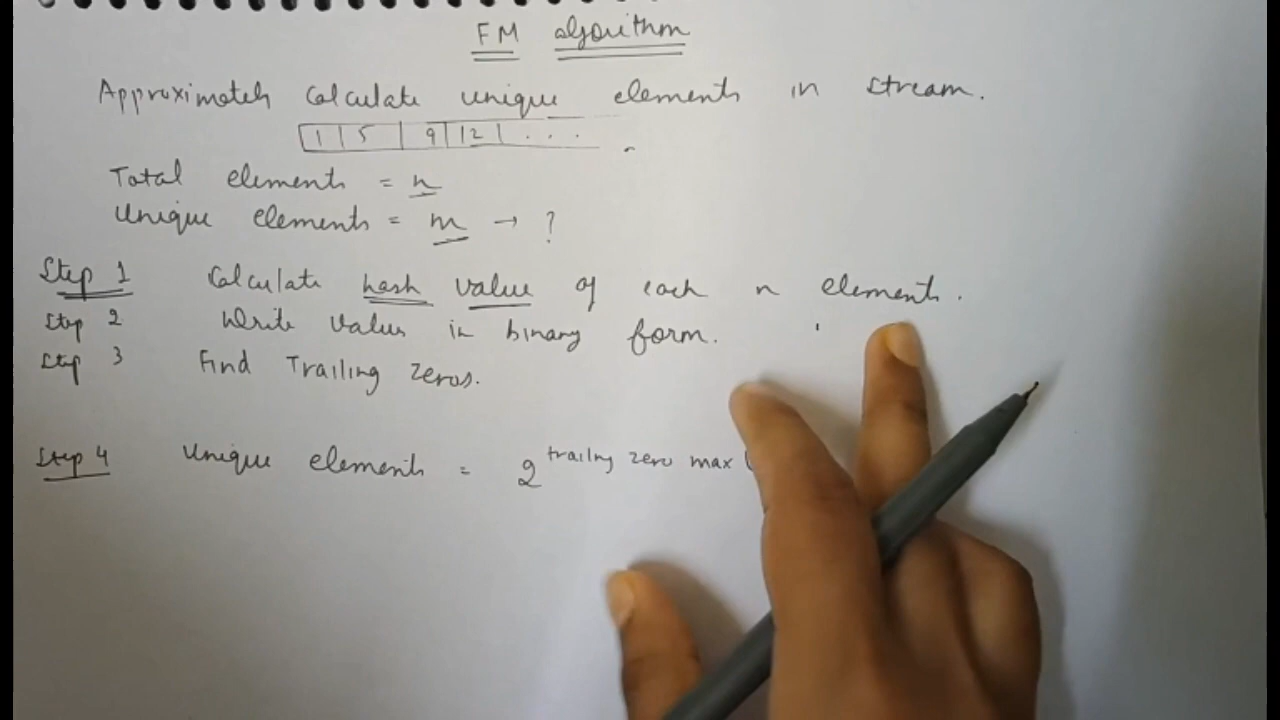 FM algorithm
Approximately Calculate unique elements in stream.
1 5 9 12 . . .
Total elements = n
Unique elements = m → ?
Step 1 Calculate hash value of each n elements.
Step 2 Write value in binary form.
Step 3 Find Trailing zeros.
Step 4 Unique elements = 2^trailing zero max